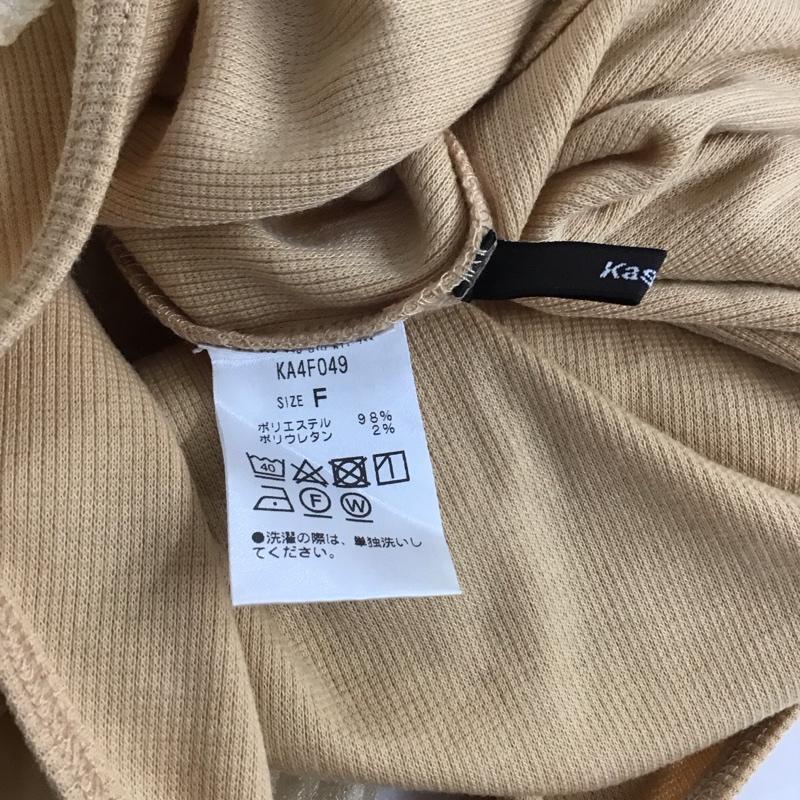 Kas
KA4F049
SIZE F
ポリエステル 98%
ポリウレタン 2%
40
F W
●洗濯の際は、単独洗いし
てください。